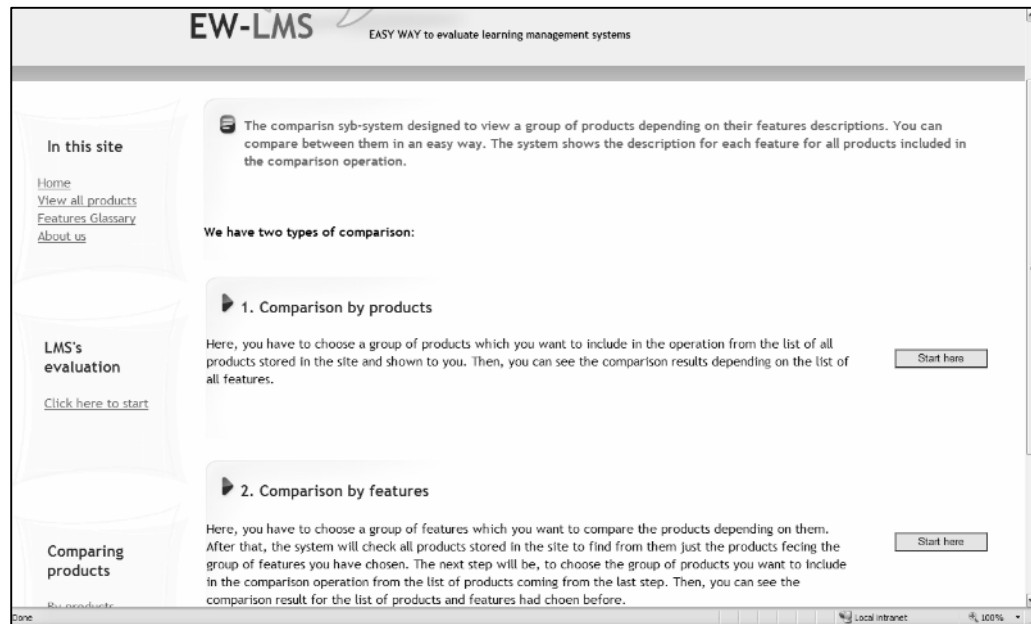 EW-LMS
EASY WAY to evaluate learning management systems
In this site
Home
View all products
Features Glassary
About us
LMS's
evaluation
Click here to start
Comparing
products
By products
The comparisn syb-system designed to view a group of products depending on their features descriptions. You can
compare between them in an easy way. The system shows the description for each feature for all products included in
the comparison operation.
We have two types of comparison:
1. Comparison by products
Here, you have to choose a group of products which you want to include in the operation from the list of all
products stored in the site and shown to you. Then, you can see the comparison results depending on the list of
all features.
Start here
2. Comparison by features
Here, you have to choose a group of features which you want to compare the products depending on them.
After that, the system will check all products stored in the site to find from them just the products fecing the
group of features you have chosen. The next step will be, to choose the group of products you want to include
in the comparison operation from the list of products coming from the last step. Then, you can see the
comparison result for the list of products and features had choen before.
Start here
Done
Local intranet
100%